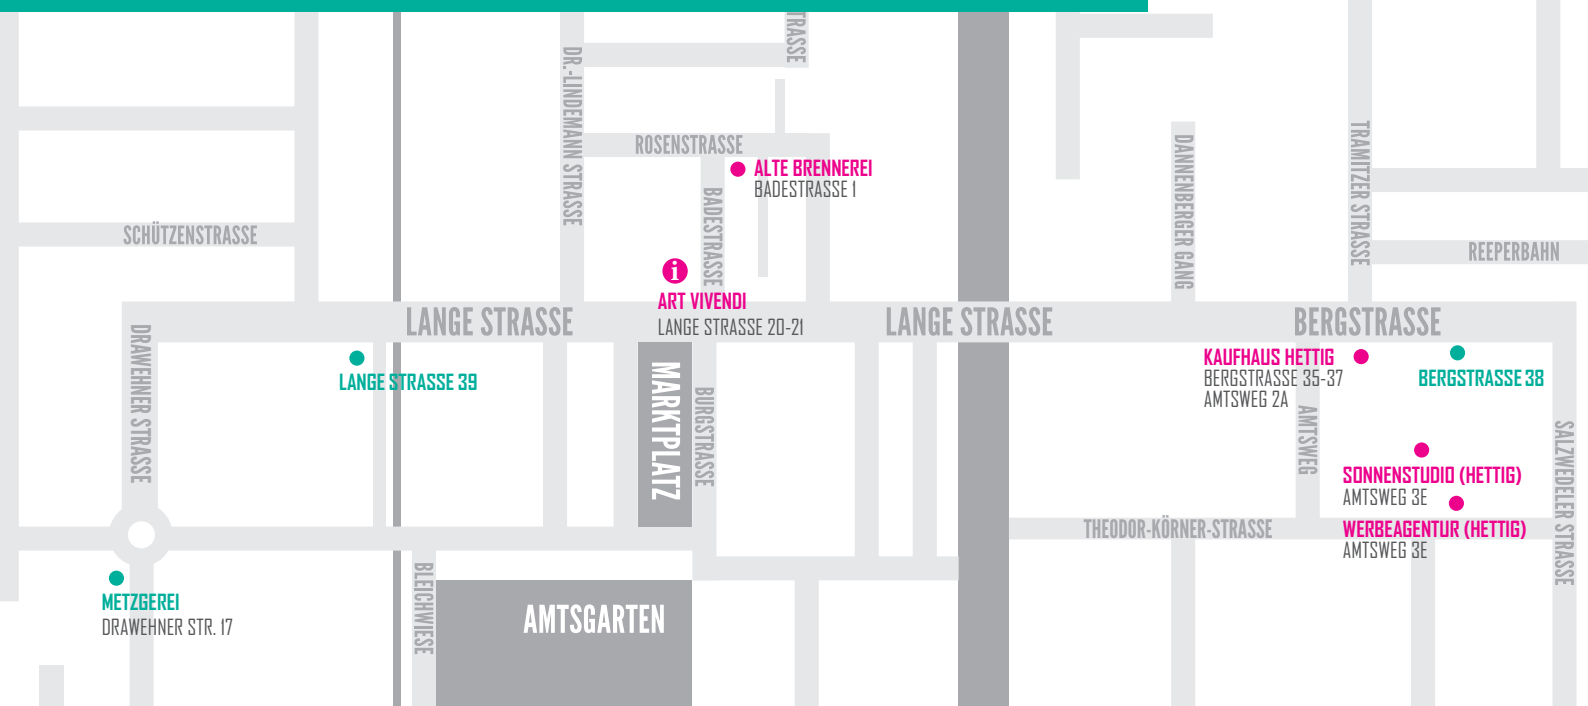 TRASSE
DR.-LINDEMANN STRASSE
ROSENSTRASSE
ALTE BRENNEREI
BADESTRASSE 1
BADESTRASSE
DANNENBERGER GANG
TRAMITZER STRASSE
SCHÜTZENSTRASSE
REEPERBAHN
i
ART VIVENDI
LANGE STRASSE 20-21
LANGE STRASSE
LANGE STRASSE
BERGSTRASSE
DRAWEHNER STRASSE
LANGE STRASSE 39
MARKTPLATZ
BURGSTRASSE
KAUFHAUS HETTIG
BERGSTRASSE 35-37
AMTSWEG 2A
BERGSTRASSE 38
AMTSWEG
SONNENSTUDIO (HETTIG)
AMTSWEG 3E
SALZWEDELER STRASSE
THEODOR-KÖRNER-STRASSE
WERBEAGENTUR (HETTIG)
AMTSWEG 3E
METZGEREI
DRAWEHNER STR. 17
BLEICHWIESE
AMTSGARTEN